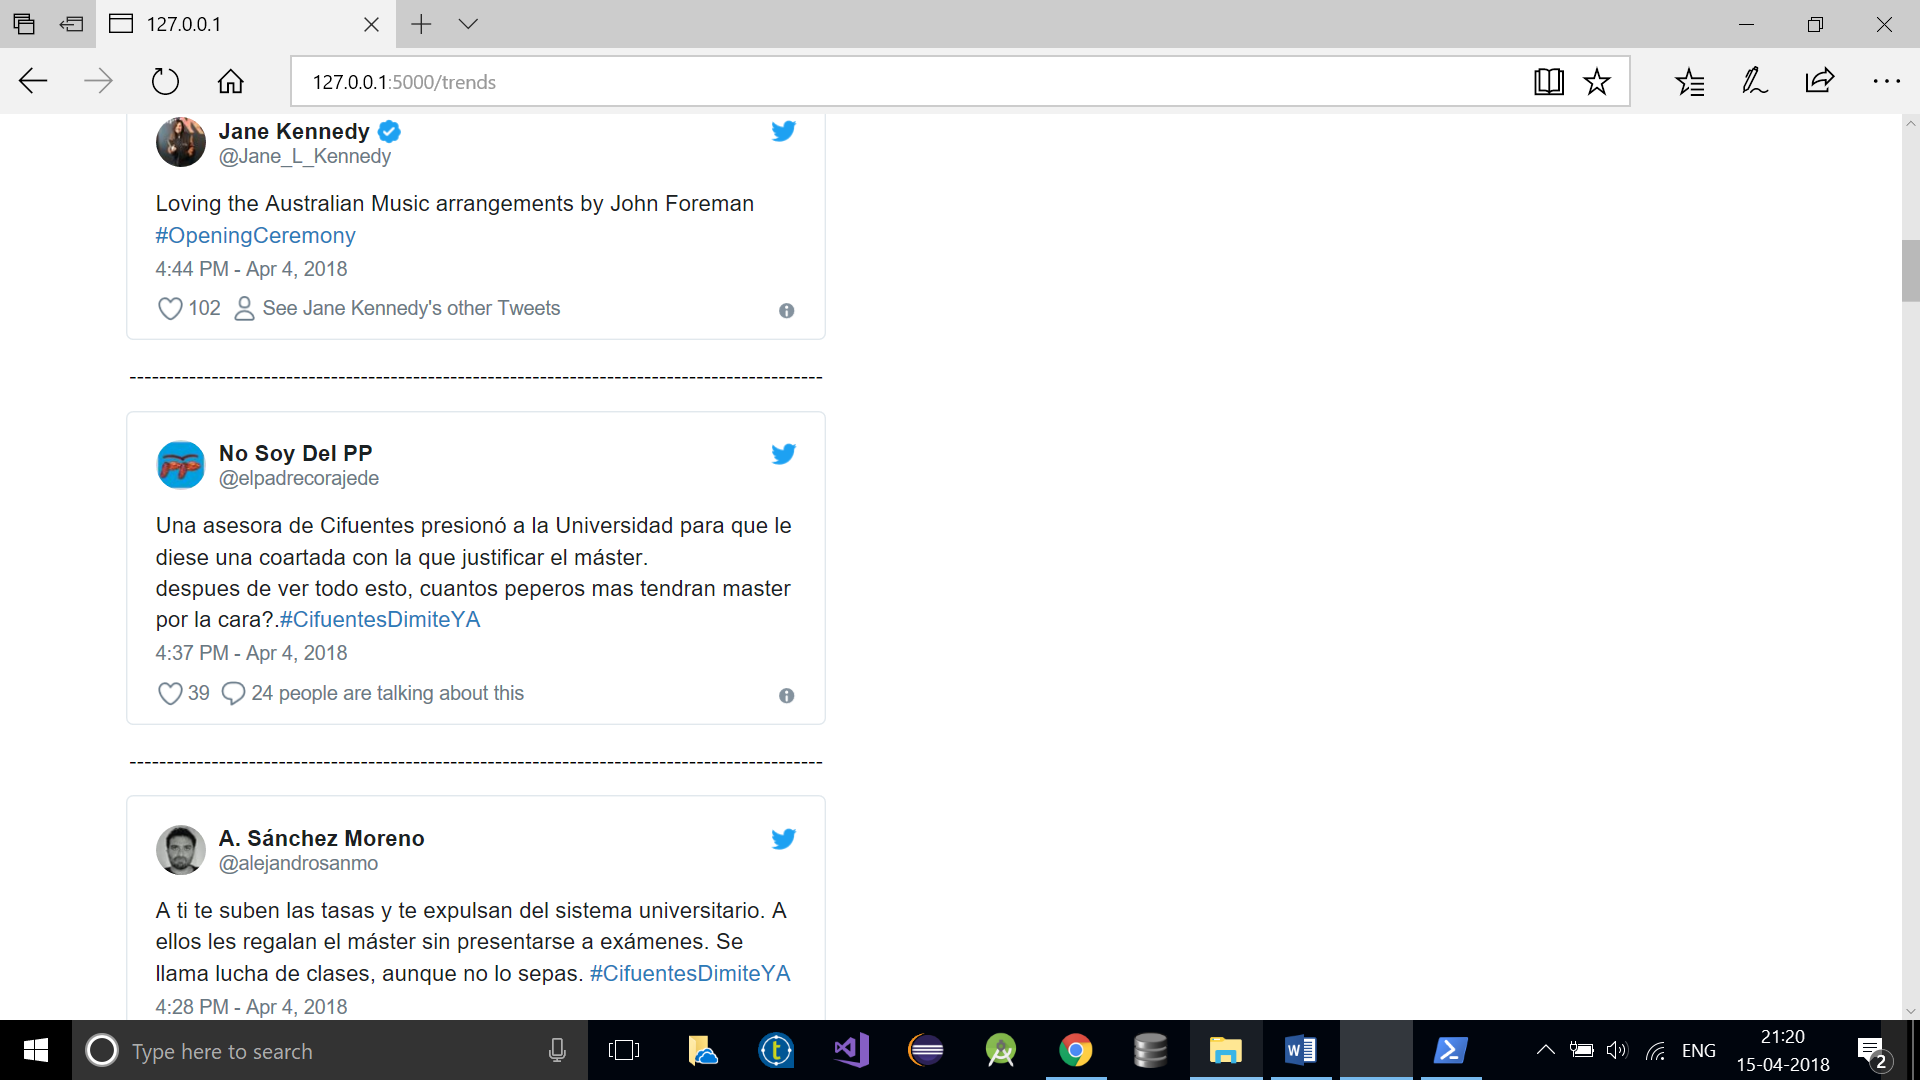 127.0.0.1
127.0.0.1:5000/trends
Jane Kennedy
@Jane_L_Kennedy
Loving the Australian Music arrangements by John Foreman
#OpeningCeremony
4:44 PM - Apr 4, 2018
102 See Jane Kennedy's other Tweets
---------------------------------------------------------------------------------------------
No Soy Del PP
@elpadrecorajede
Una asesora de Cifuentes presionó a la Universidad para que le
diese una coartada con la que justificar el máster.
despues de ver todo esto, cuantos peperos mas tendran master
por la cara?.#CifuentesDimiteYA
4:37 PM - Apr 4, 2018
39 24 people are talking about this
---------------------------------------------------------------------------------------------
A. Sánchez Moreno
@alejandrosanmo
A ti te suben las tasas y te expulsan del sistema universitario. A
ellos les regalan el máster sin presentarse a exámenes. Se
llama lucha de clases, aunque no lo sepas. #CifuentesDimiteYA
4:28 PM - Apr 4, 2018
Type here to search
ENG
21:20
15-04-2018
2